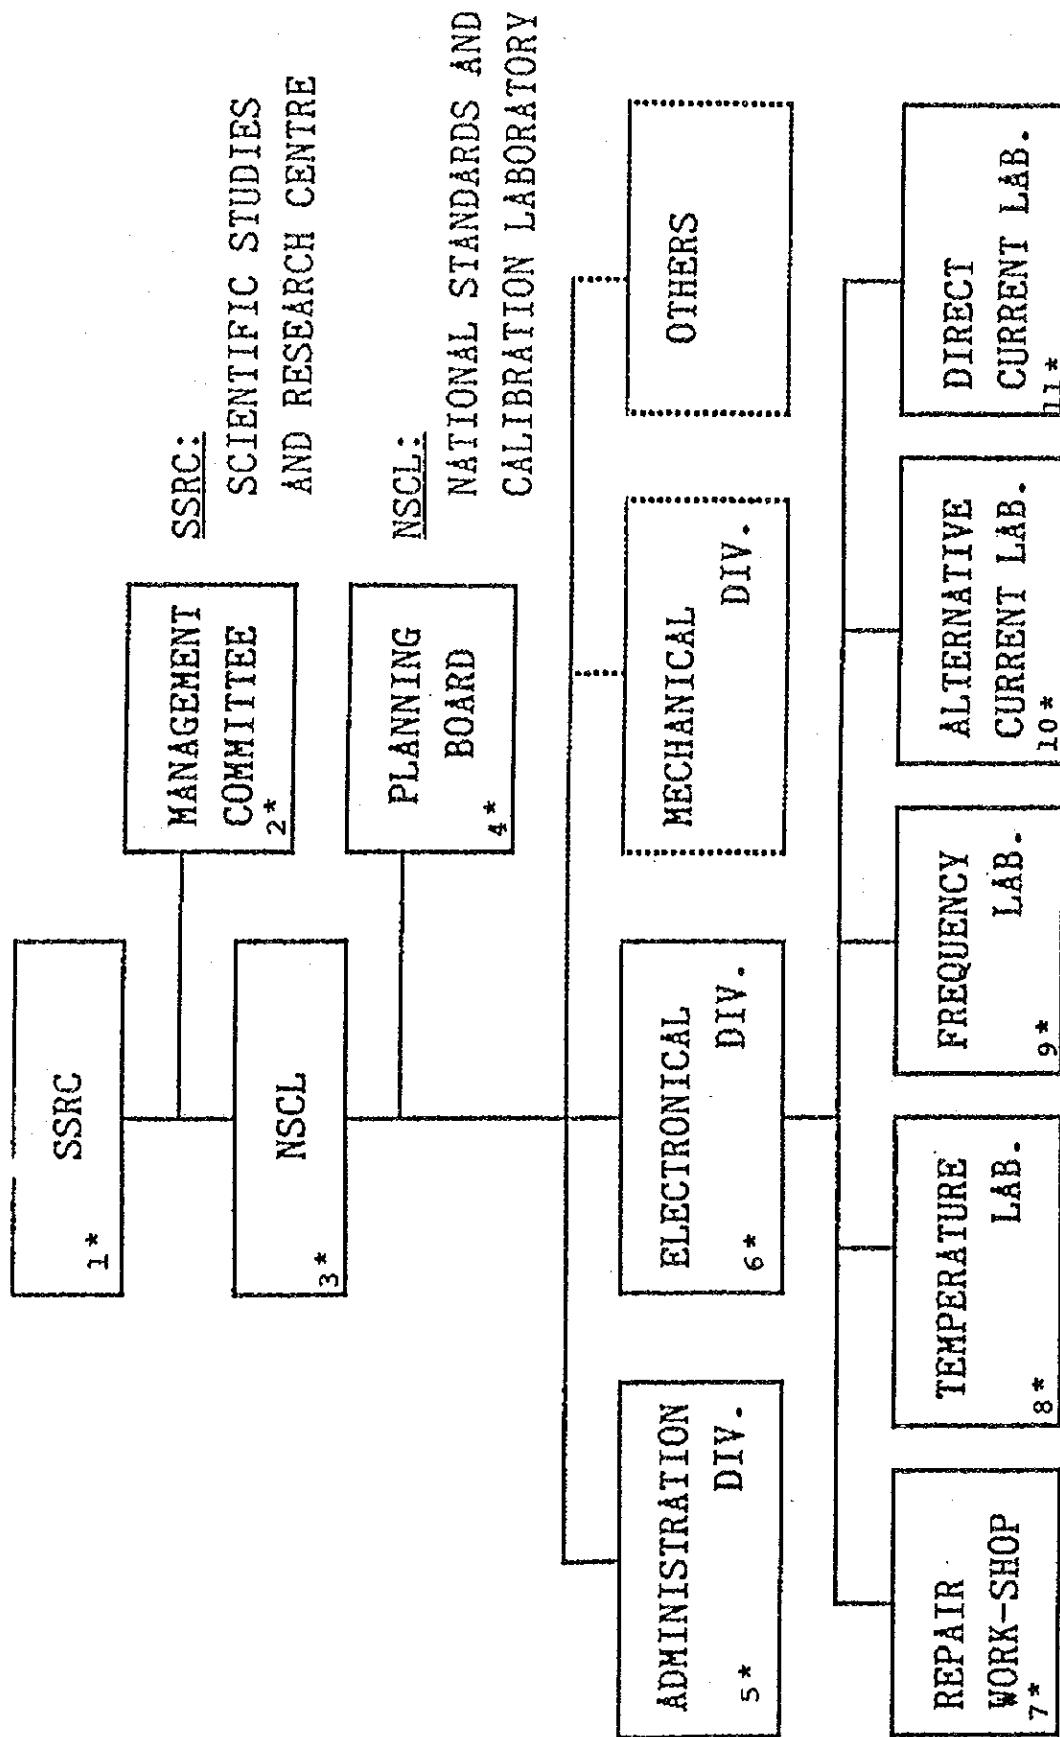 SSRC
1*
MANAGEMENT
COMMITTEE
2*
SSRC:
SCIENTIFIC STUDIES
AND RESEARCH CENTRE
NSCL
3*
PLANNING
BOARD
4*
NSCL:
NATIONAL STANDARDS AND
CALIBRATION LABORATORY
ADMINISTRATION
DIV.
5*
ELECTRONICAL
DIV.
6*
MECHANICAL
DIV.
OTHERS
REPAIR
WORK-SHOP
7*
TEMPERATURE
LAB.
8*
FREQUENCY
LAB.
9*
ALTERNATIVE
CURRENT LAB.
10*
DIRECT
CURRENT LAB.
11*